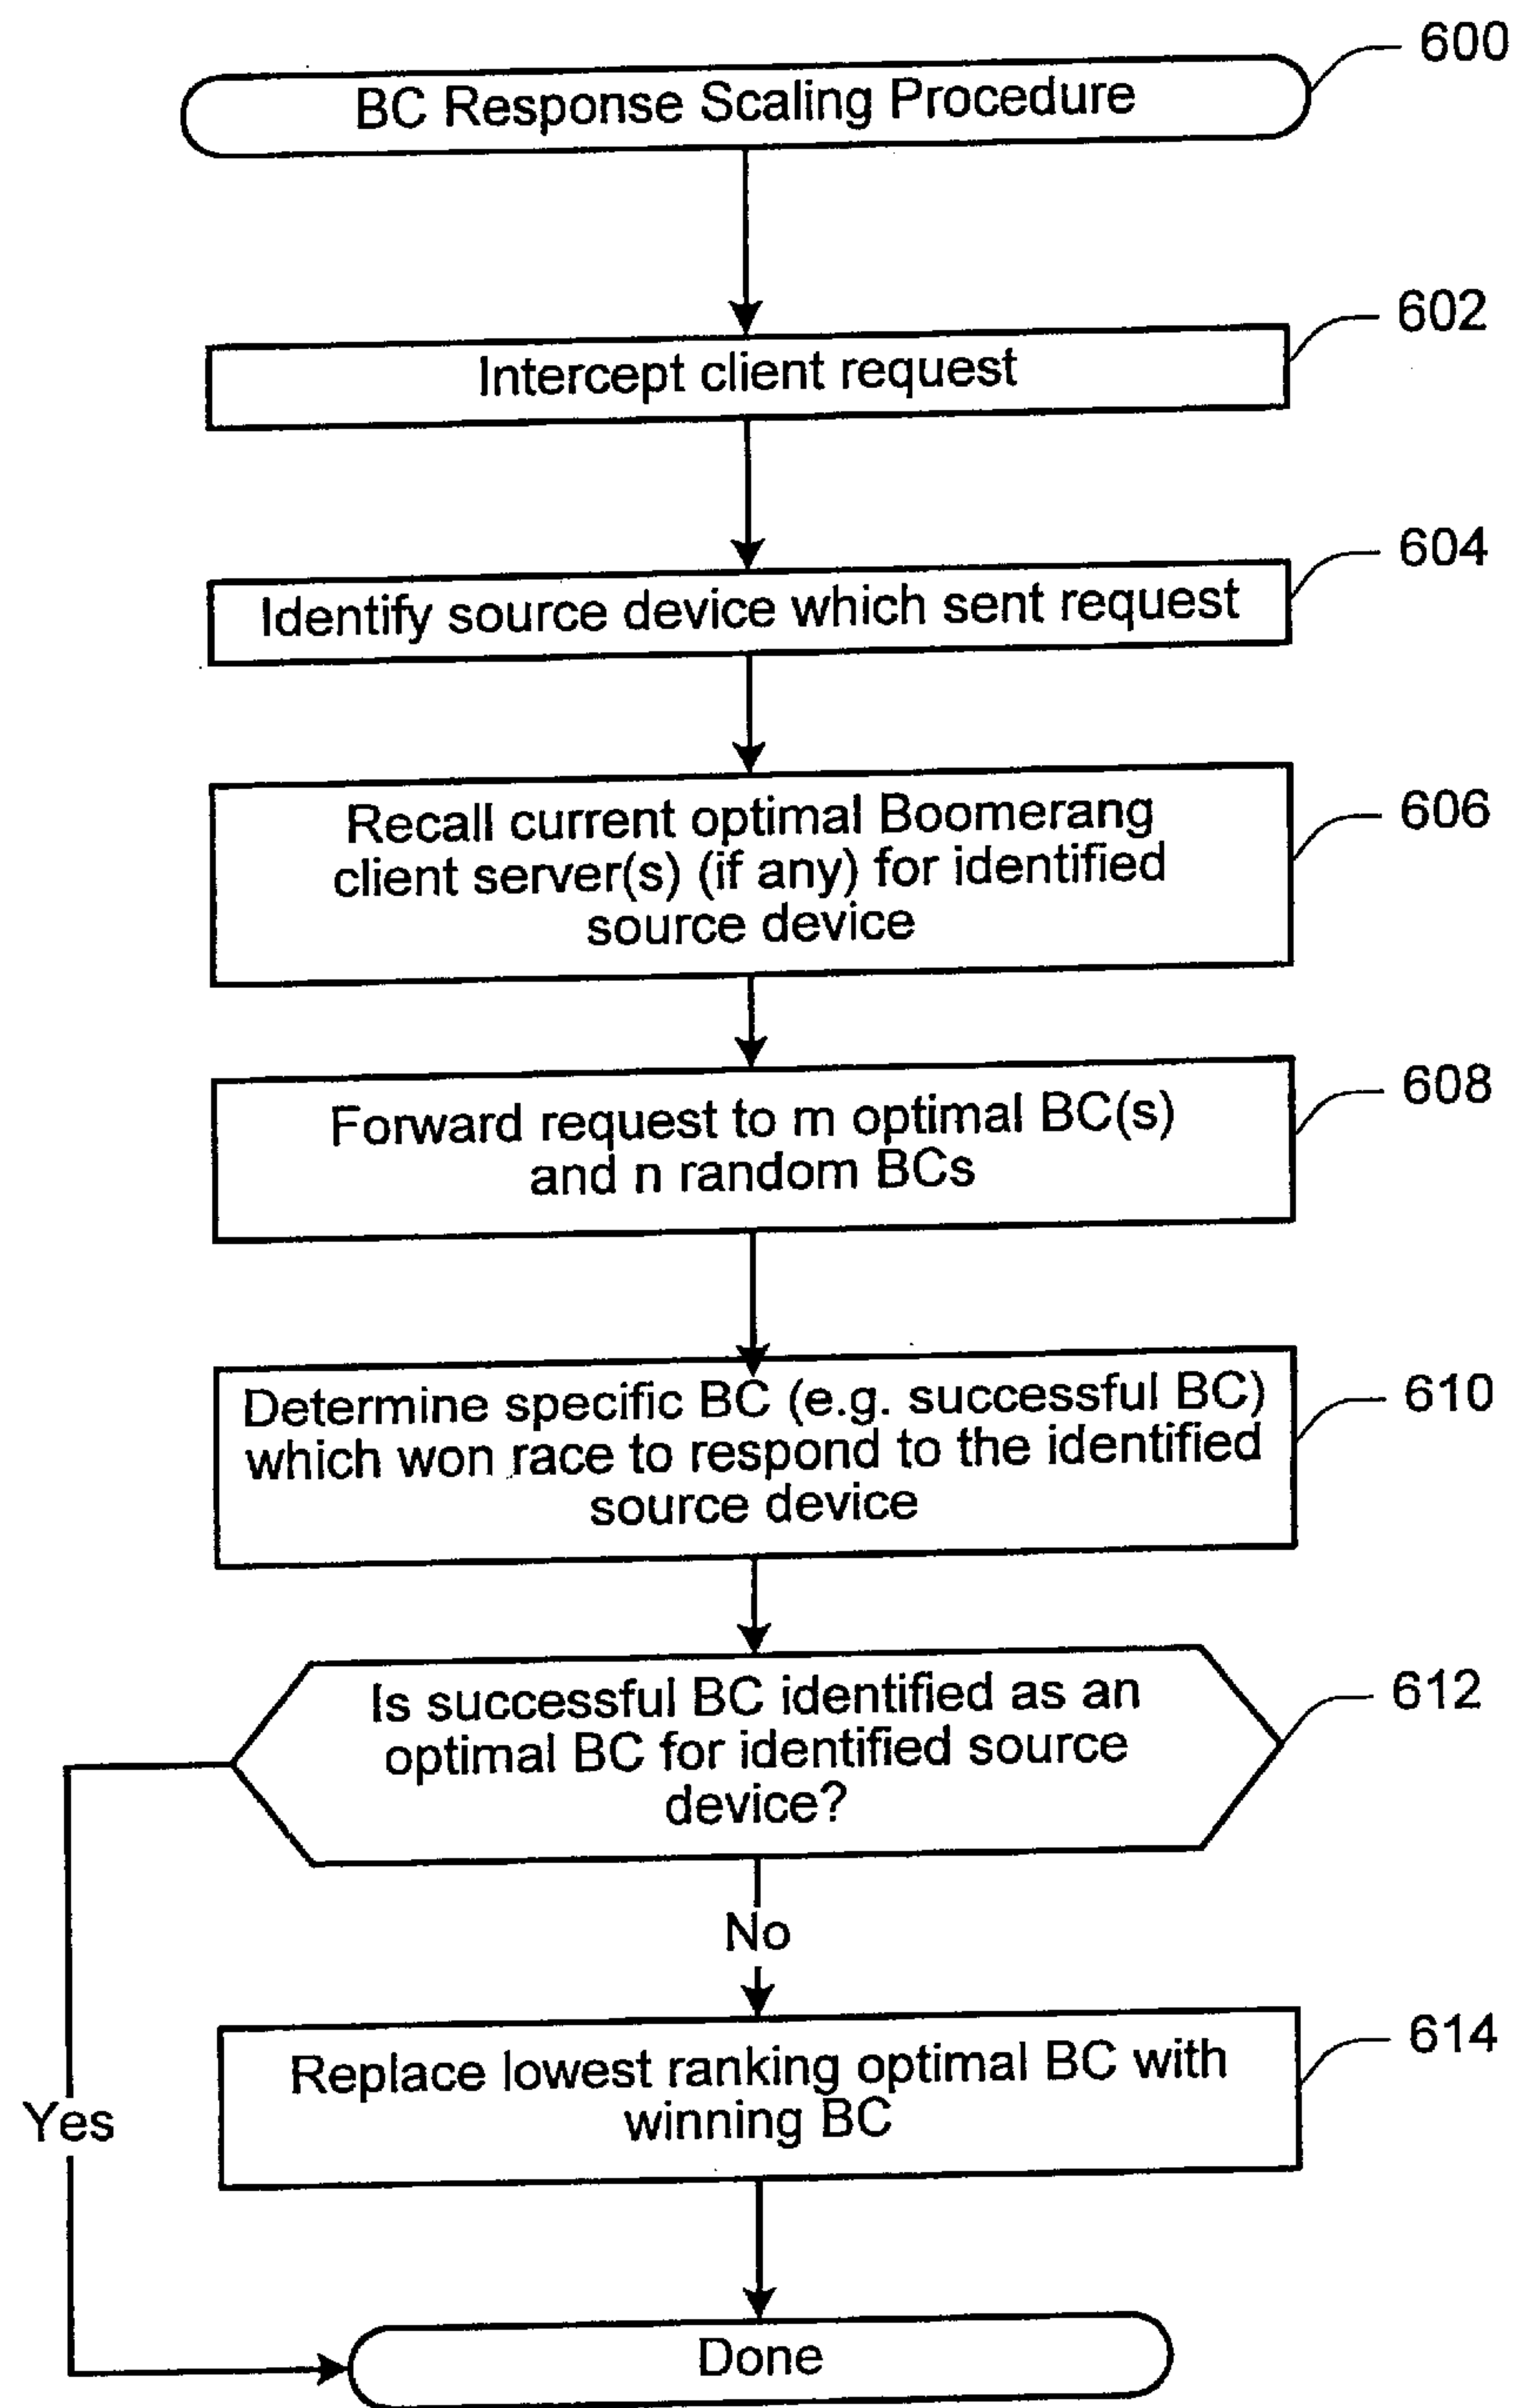 600
BC Response Scaling Procedure
602
Intercept client request
604
Identify source device which sent request
606
Recall current optimal Boomerang
client server(s) (if any) for identified
source device
608
Forward request to m optimal BC(s)
and n random BCs
610
Determine specific BC (e.g. successful BC)
which won race to respond to the identified
source device
612
Is successful BC identified as an
optimal BC for identified source
device?
No
614
Replace lowest ranking optimal BC with
winning BC
Yes
Done